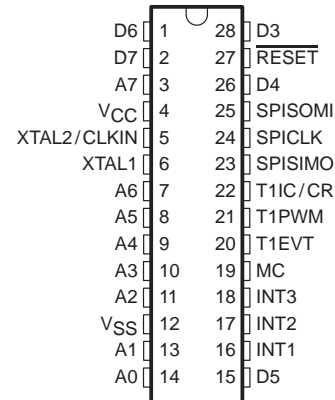 D6 1 28 D3
D7 2 27 RESET
A7 3 26 D4
VCC 4 25 SPISOMI
XTAL2/CLKIN 5 24 SPICLK
XTAL1 6 23 SPISIMO
A6 7 22 T1IC/CR
A5 8 21 T1PWM
A4 9 20 T1EVT
A3 10 19 MC
A2 11 18 INT3
VSS 12 17 INT2
A1 13 16 INT1
A0 14 15 D5